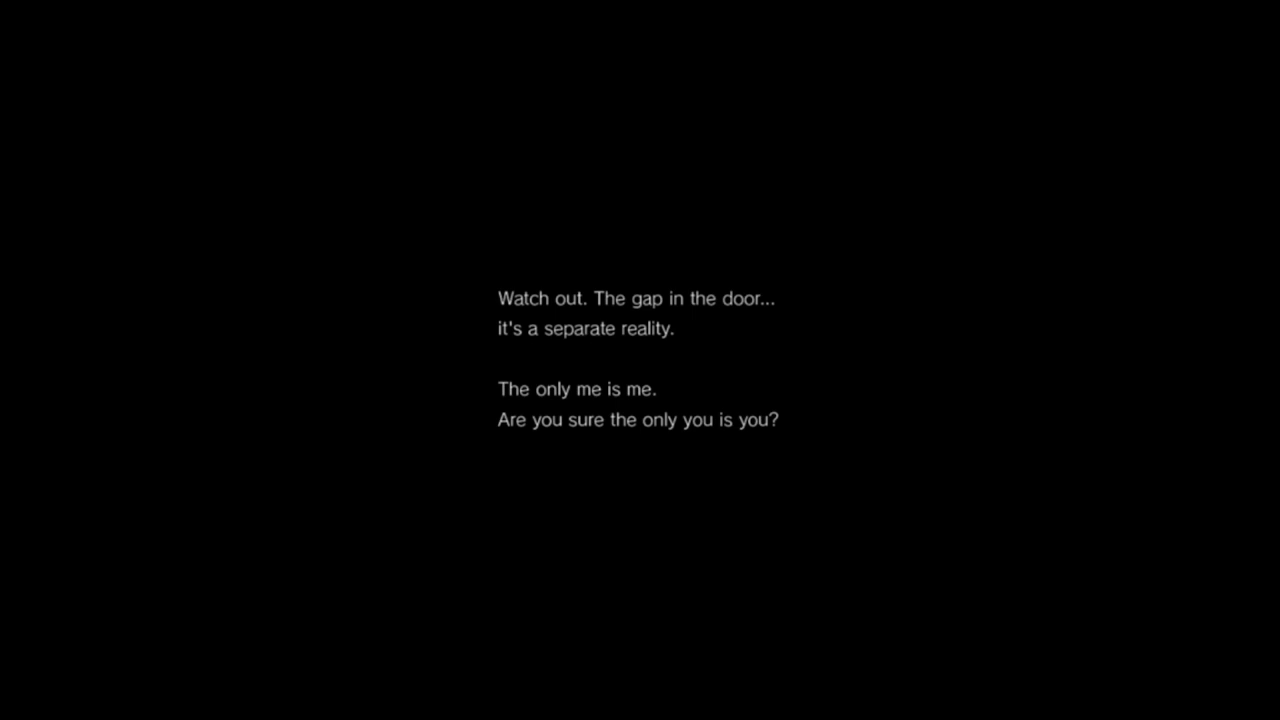 Watch out. The gap in the door...
it's a separate reality.
The only me is me.
Are you sure the only you is you?